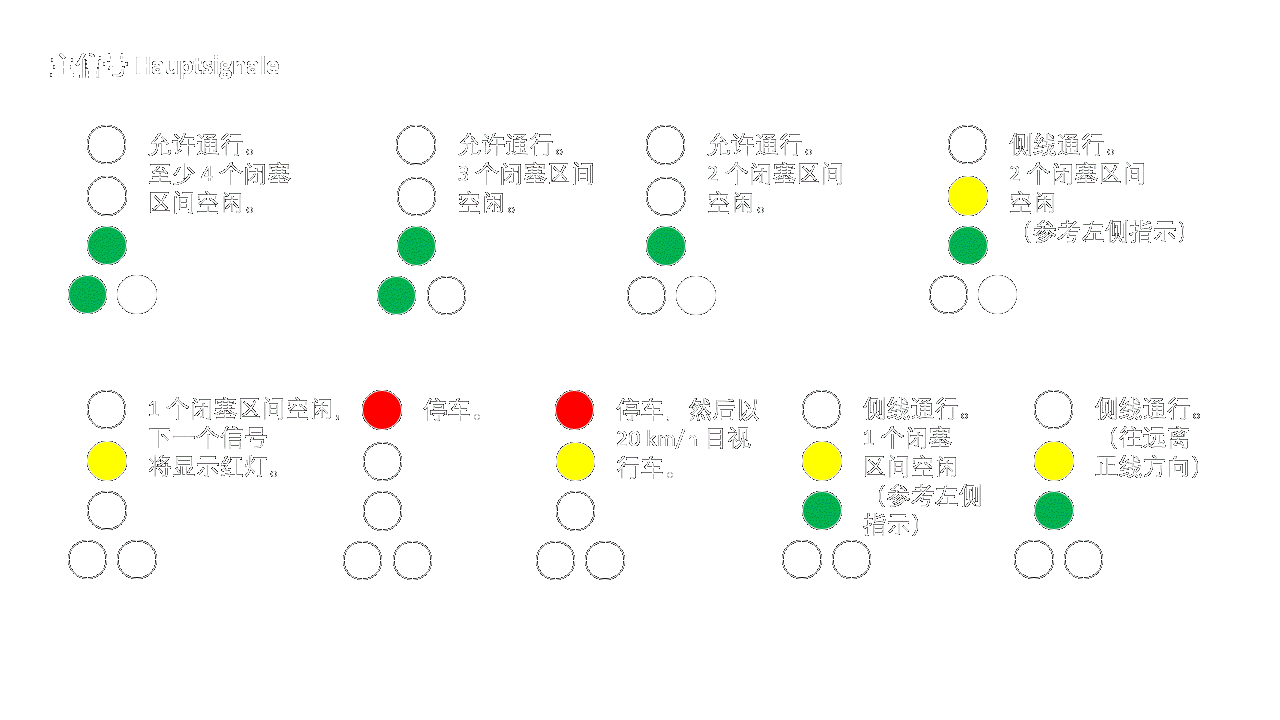 主信号 Hauptsignale
允许通行。
至少 4 个闭塞
区间空闲。
允许通行。
3 个闭塞区间
空闲。
允许通行。
2 个闭塞区间
空闲。
侧线通行。
2 个闭塞区间
空闲
（参考左侧指示）
1 个闭塞区间空闲，
下一个信号
将显示红灯。
停车。
停车，然后以
20 km/h 目视
行车。
侧线通行。
1 个闭塞
区间空闲
（参考左侧
指示）
侧线通行。
（往远离
正线方向）